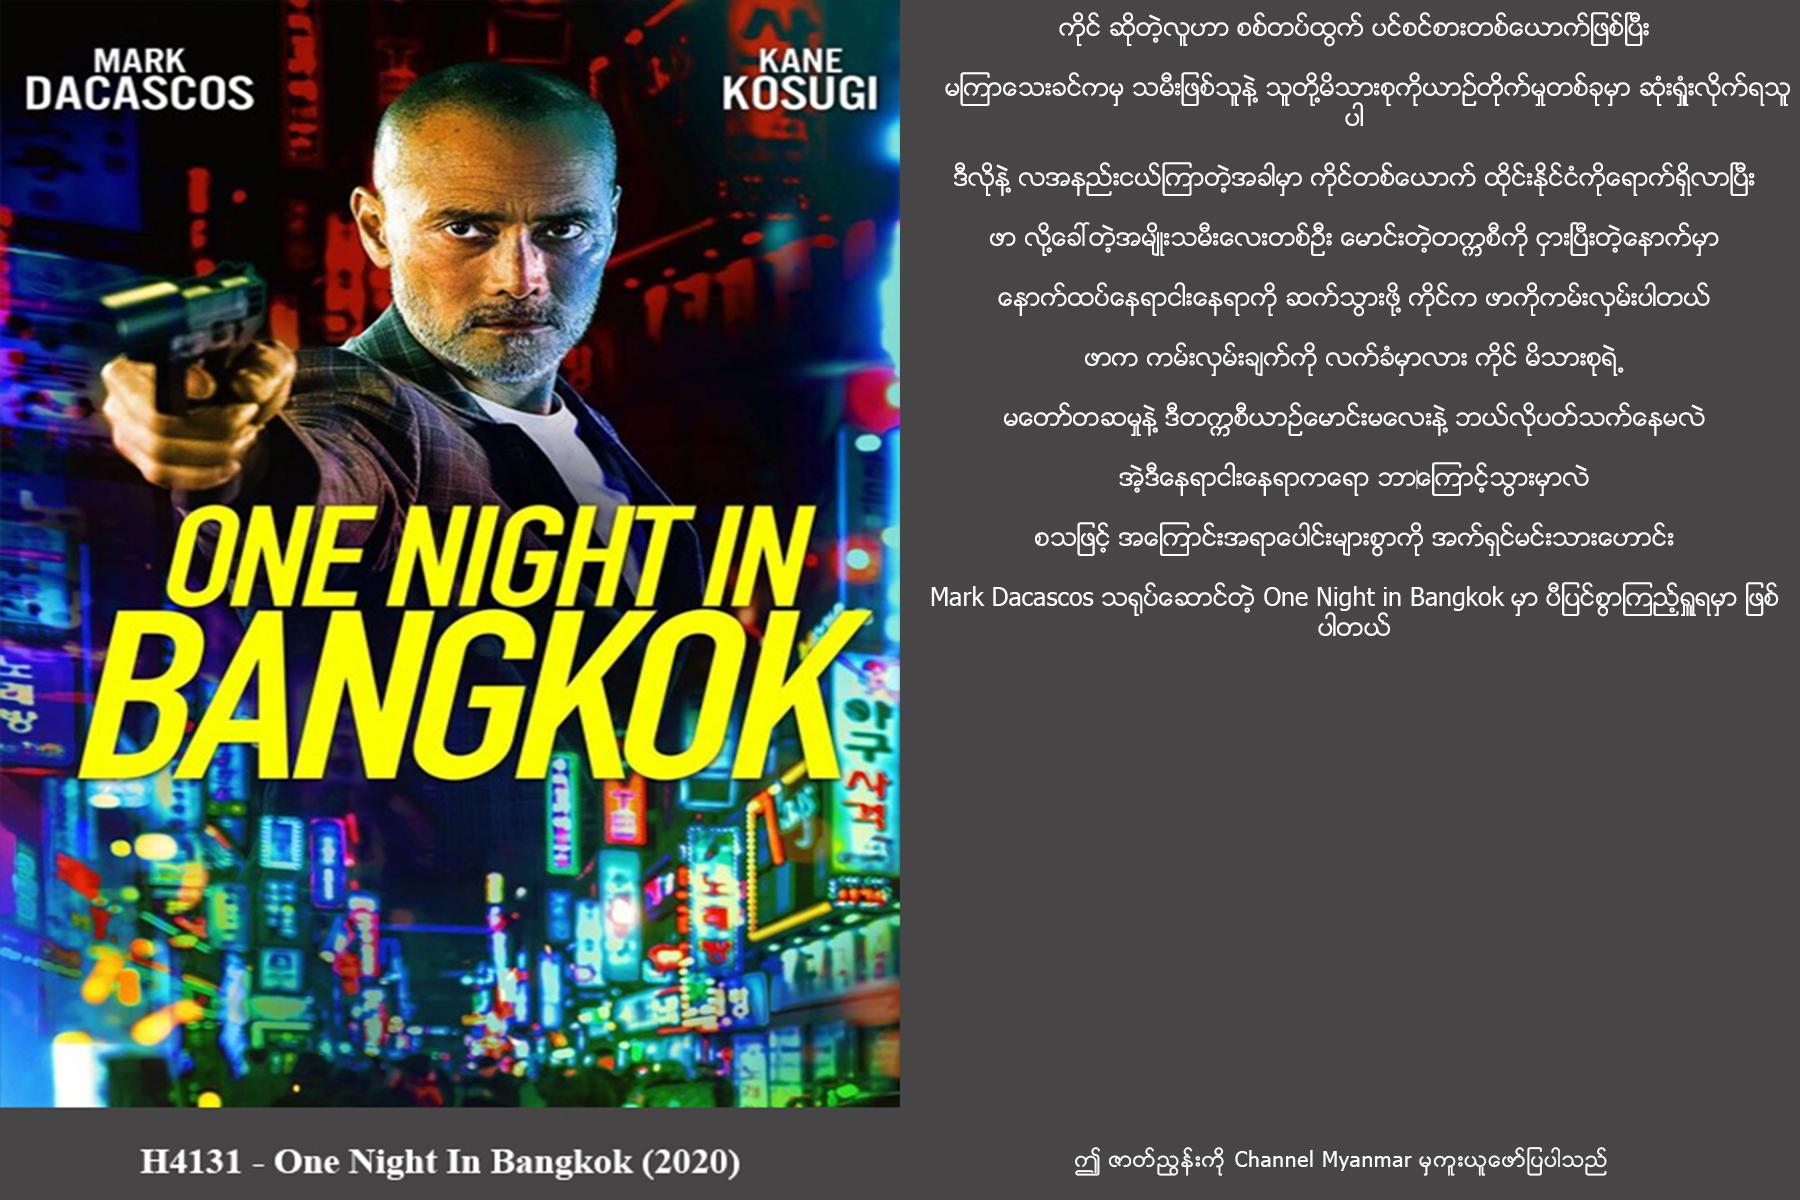 MARK
DACASCOS
KANE
KOSUGI
ONE NIGHT IN
BANGKOK
H4131 - One Night In Bangkok (2020)
ကိုင် ဆိုတဲ့လူဟာ စစ်တပ်ထွက် ပင်စင်စားတစ်ယောက်ဖြစ်ပြီး
မကြာသေးခင်ကမှ သမီးဖြစ်သူနဲ့ သူတို့မိသားစုကိုယာဉ်တိုက်မှုတစ်ခုမှာ ဆုံးရှုံးလိုက်ရသူ
ပါ
ဒီလိုနဲ့ လအနည်းငယ်ကြာတဲ့အခါမှာ ကိုင်တစ်ယောက် ထိုင်းနိုင်ငံကိုရောက်ရှိလာပြီး
ဖာ လို့ခေါ်တဲ့အမျိုးသမီးလေးတစ်ဦး မောင်းတဲ့တက္ကစီကို ငှားပြီးတဲ့နောက်မှာ
နောက်ထပ်နေရာငါးနေရာကို ဆက်သွားဖို့ ကိုင်က ဖာကိုကမ်းလှမ်းပါတယ်
ဖာက ကမ်းလှမ်းချက်ကို လက်ခံမှာလား ကိုင် မိသားစုရဲ့
မတော်တဆမှုနဲ့ ဒီတက္ကစီယာဉ်မောင်းမလေးနဲ့ ဘယ်လိုပတ်သက်နေမလဲ
အဲ့ဒီနေရာငါးနေရာကရော ဘာကြောင့်သွားမှာလဲ
စသဖြင့် အကြောင်းအရာပေါင်းများစွာကို အက်ရှင်မင်းသားဟောင်း
Mark Dacascos သရုပ်ဆောင်တဲ့ One Night in Bangkok မှာ ပီပြင်စွာကြည့်ရှူရမှာ ဖြစ်
ပါတယ်
ဤ ဇာတ်ညွန်းကို Channel Myanmar မှကူးယူဖော်ပြပါသည်